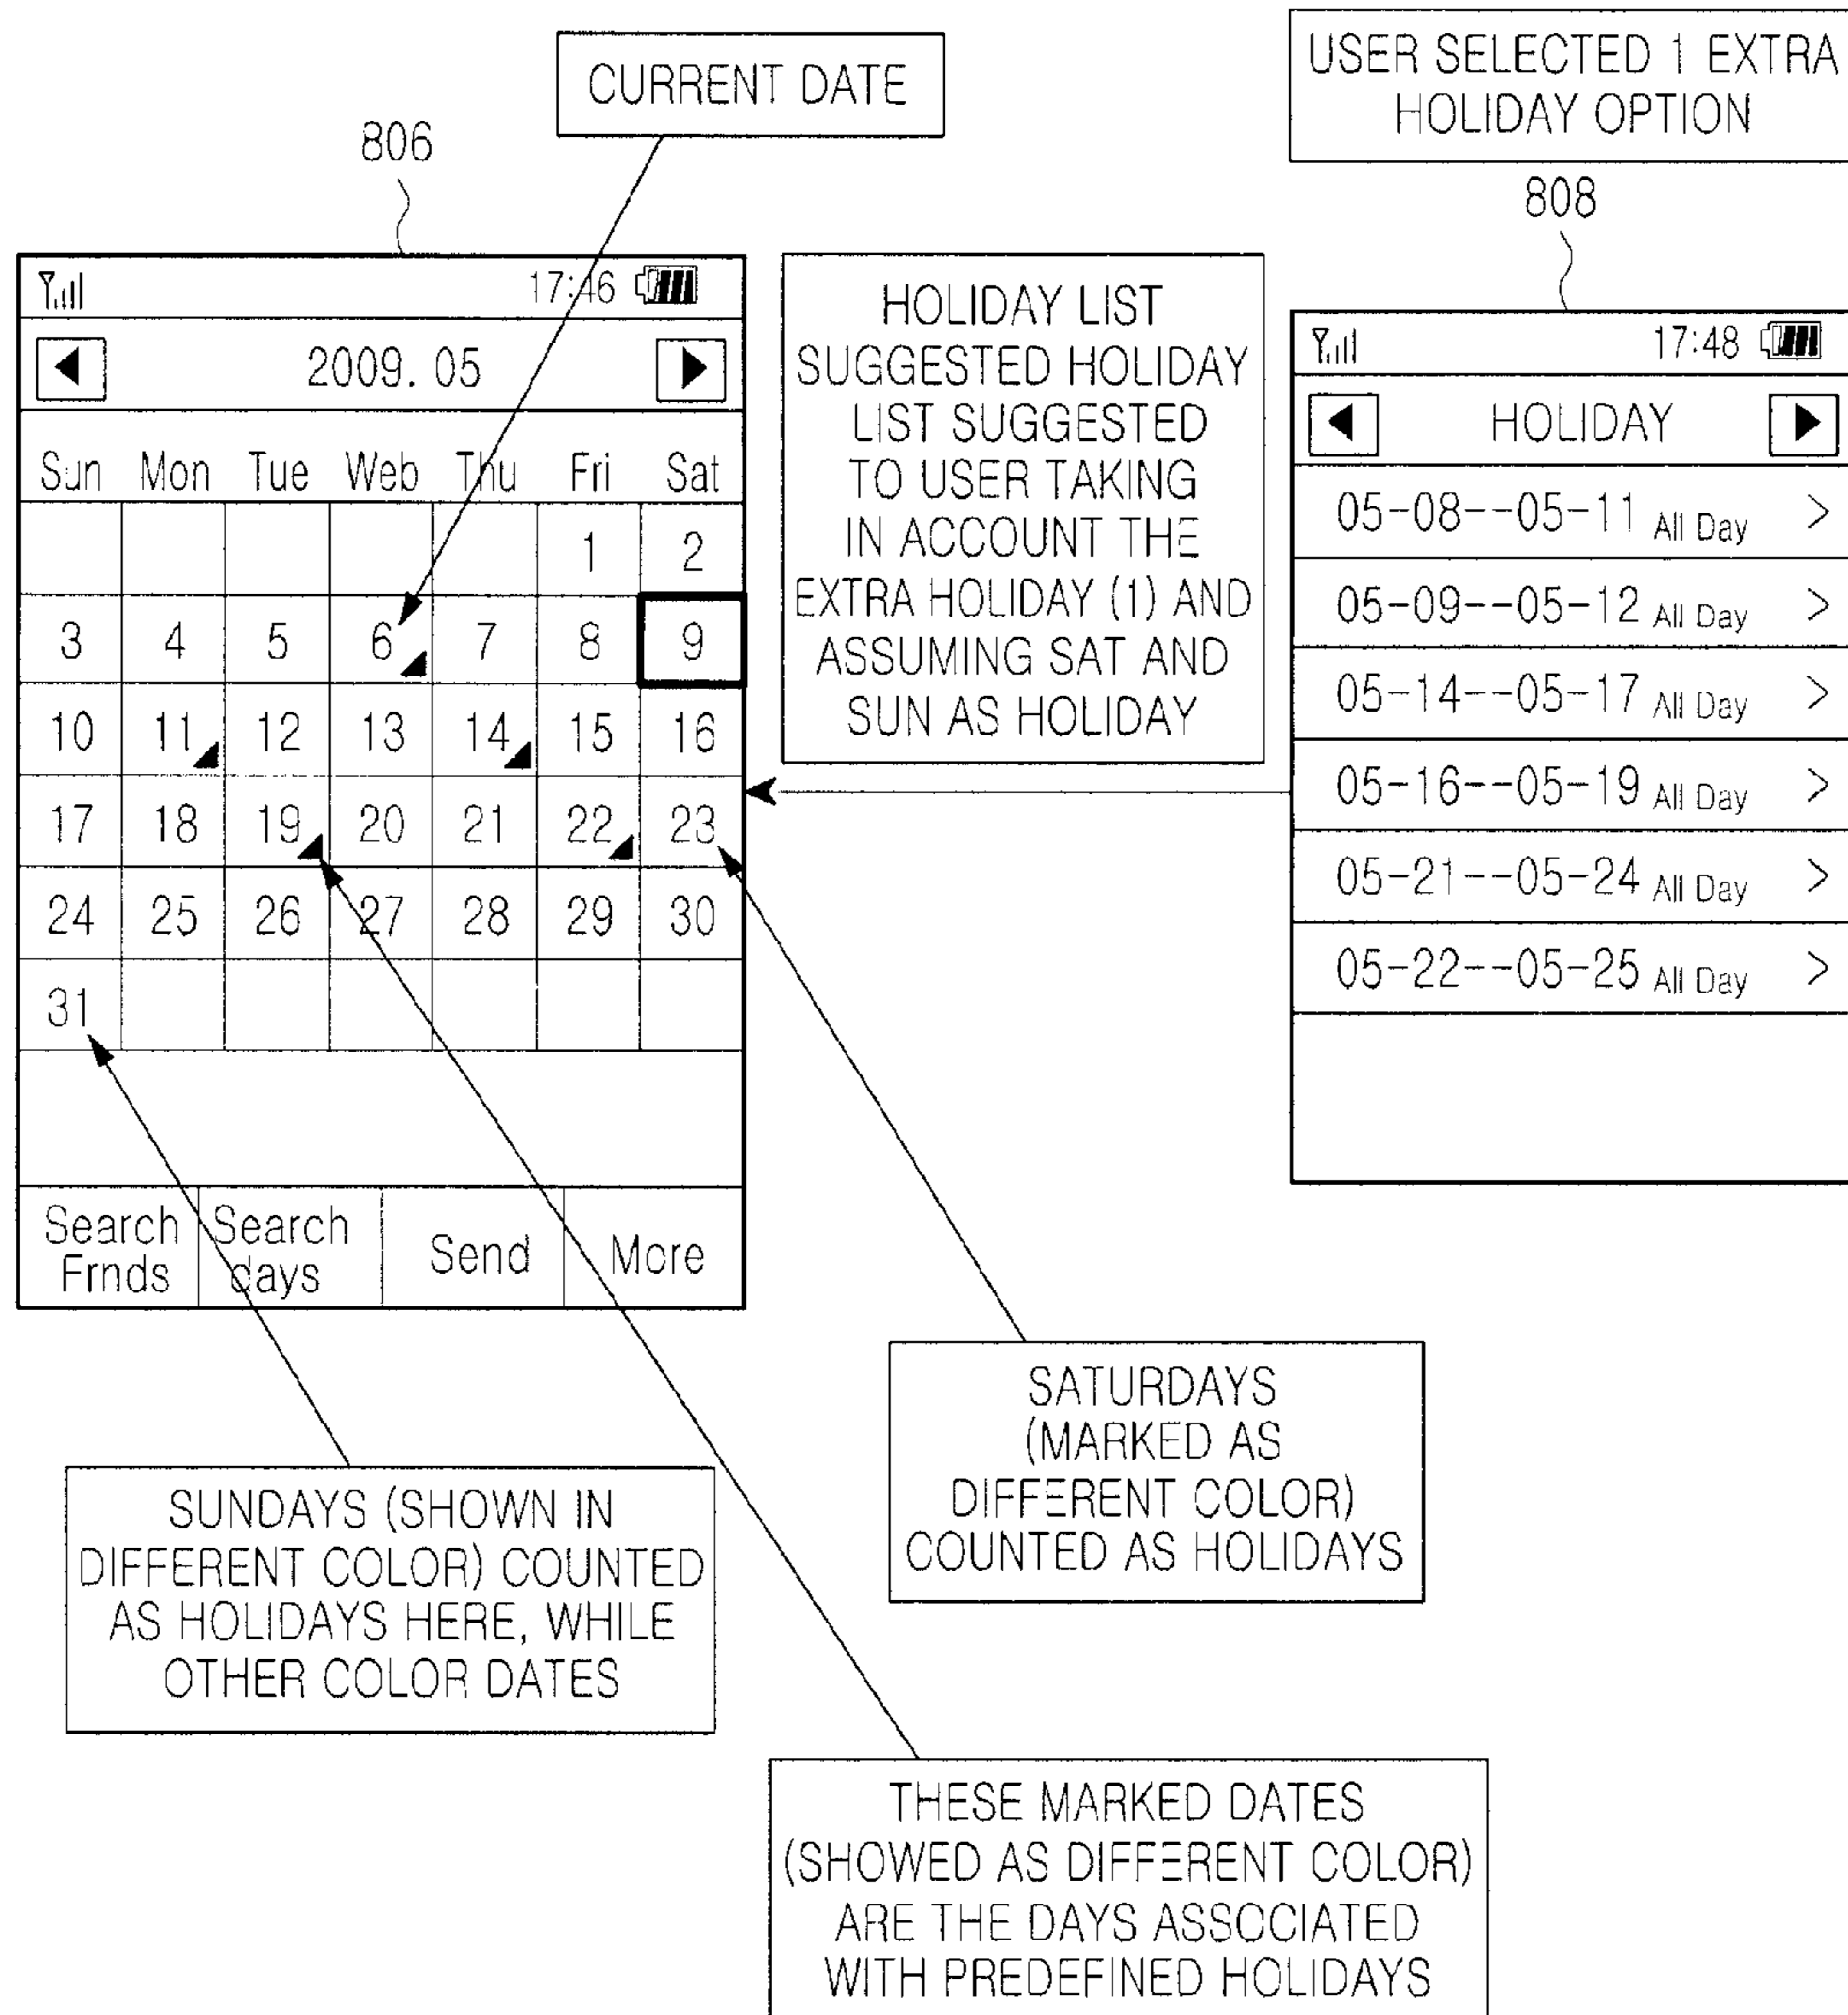 CURRENT DATE
USER SELECTED 1 EXTRA
HOLIDAY OPTION
806
808
17:46
2009. 05
Sun Mon Tue Web Thu Fri Sat
1 2
3 4 5 6 7 8 9
10 11 12 13 14 15 16
17 18 19 20 21 22 23
24 25 26 27 28 29 30
31
Search Frnds
Search days
Send
More
HOLIDAY LIST
SUGGESTED HOLIDAY
LIST SUGGESTED
TO USER TAKING
IN ACCOUNT THE
EXTRA HOLIDAY (1) AND
ASSUMING SAT AND
SUN AS HOLIDAY
17:48
HOLIDAY
05-08--05-11 All Day >
05-09--05-12 All Day >
05-14--05-17 All Day >
05-16--05-19 All Day >
05-21--05-24 All Day >
05-22--05-25 All Day >
SATURDAYS
(MARKED AS
DIFFERENT COLOR)
COUNTED AS HOLIDAYS
SUNDAYS (SHOWN IN
DIFFERENT COLOR) COUNTED
AS HOLIDAYS HERE, WHILE
OTHER COLOR DATES
THESE MARKED DATES
(SHOWED AS DIFFERENT COLOR)
ARE THE DAYS ASSOCIATED
WITH PREDEFINED HOLIDAYS